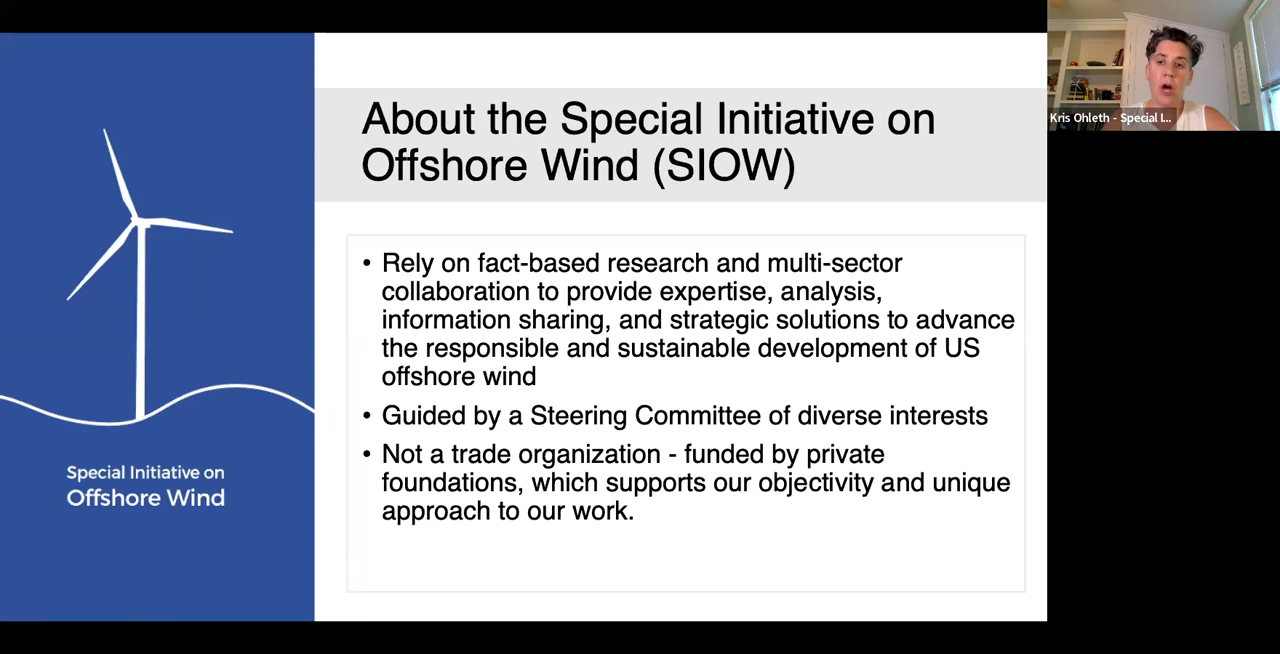 About the Special Initiative on
Offshore Wind (SIOW)
• Rely on fact-based research and multi-sector
collaboration to provide expertise, analysis,
information sharing, and strategic solutions to advance
the responsible and sustainable development of US
offshore wind
• Guided by a Steering Committee of diverse interests
• Not a trade organization - funded by private
foundations, which supports our objectivity and unique
approach to our work.
Special Initiative on
Offshore Wind
Kris Ohleth - Special I...